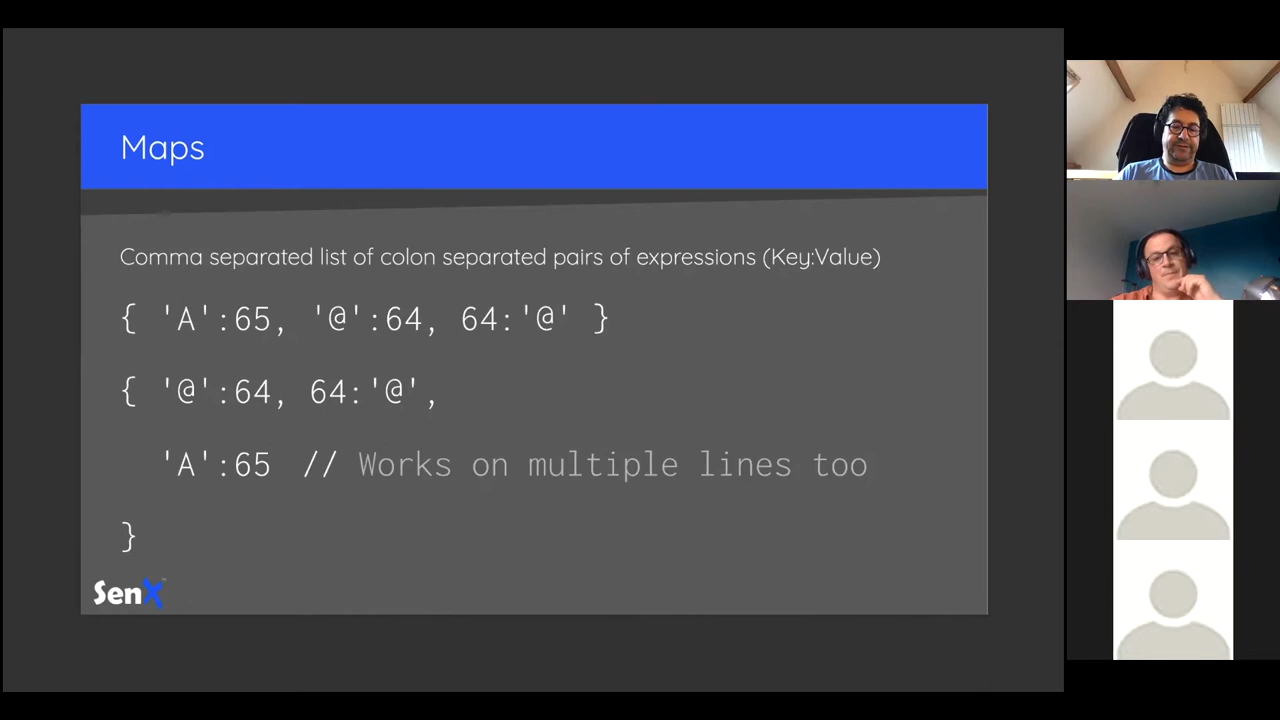 Maps
Comma separated list of colon separated pairs of expressions (Key:Value)
{ 'A':65, '@':64, 64:'@' }
{ '@':64, 64:'@',
'A':65 // Works on multiple lines too
}
SenX